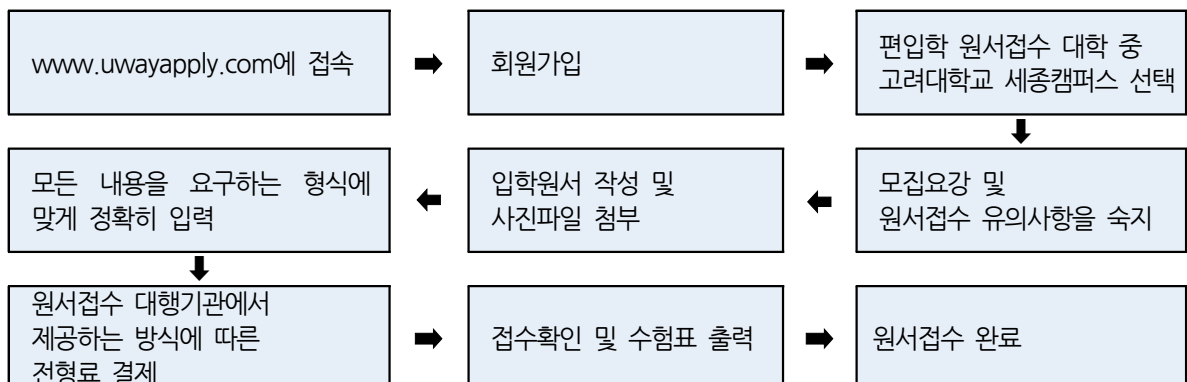 www.uwayapply.com에 접속
회원가입
편입학 원서접수 대학 중
고려대학교 세종캠퍼스 선택
모집요강 및
원서접수 유의사항을 숙지
입학원서 작성 및
사진파일 첨부
모든 내용을 요구하는 형식에
맞게 정확히 입력
원서접수 대행기관에서
제공하는 방식에 따른
전형료 결제
접수확인 및 수험표 출력
원서접수 완료